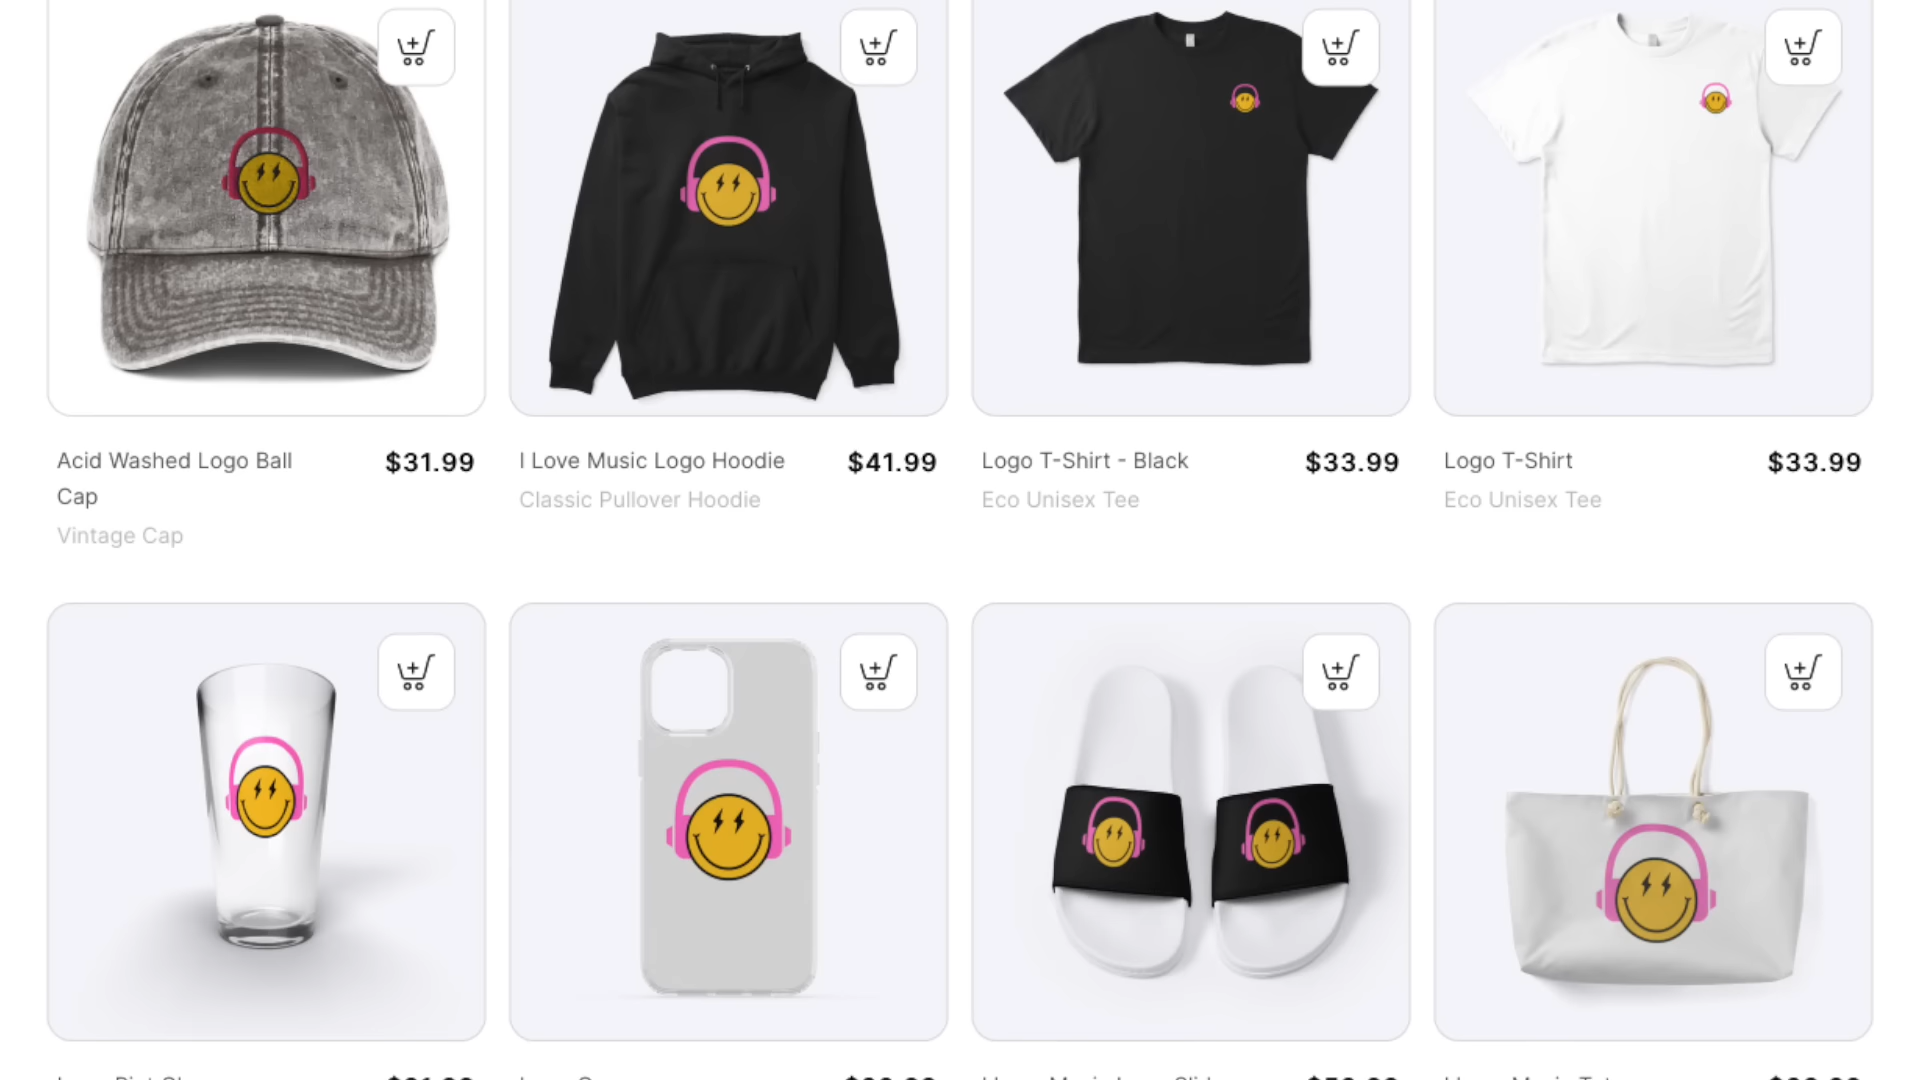 Acid Washed Logo Ball
Cap
$31.99
Vintage Cap
I Love Music Logo Hoodie
$41.99
Classic Pullover Hoodie
Logo T-Shirt - Black
$33.99
Eco Unisex Tee
Logo T-Shirt
$33.99
Eco Unisex Tee